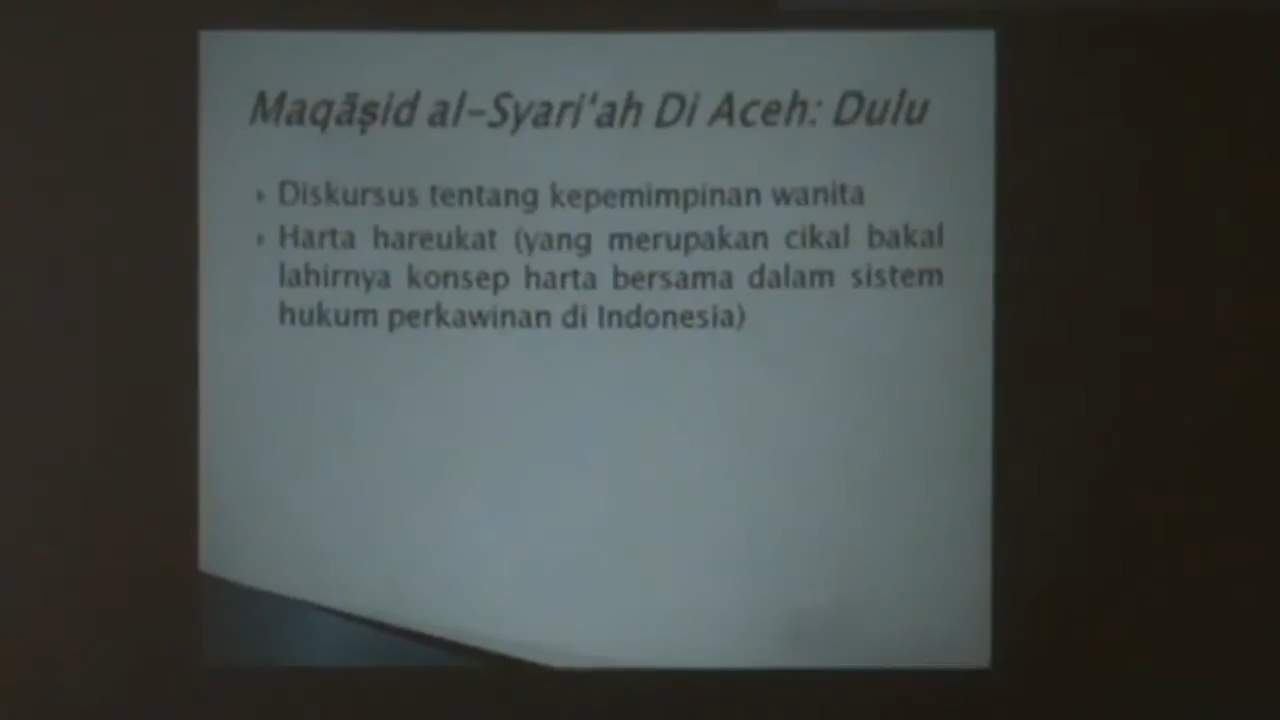 Maqāṣid al-Syari'ah Di Aceh: Dulu
Diskursus tentang kepemimpinan wanita
Harta hareukat (yang merupakan cikal bakal
lahirnya konsep harta bersama dalam sistem
hukum perkawinan di Indonesia)